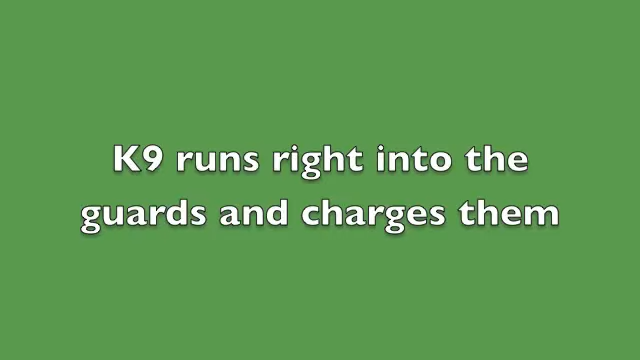 K9 runs right into the
guards and charges them